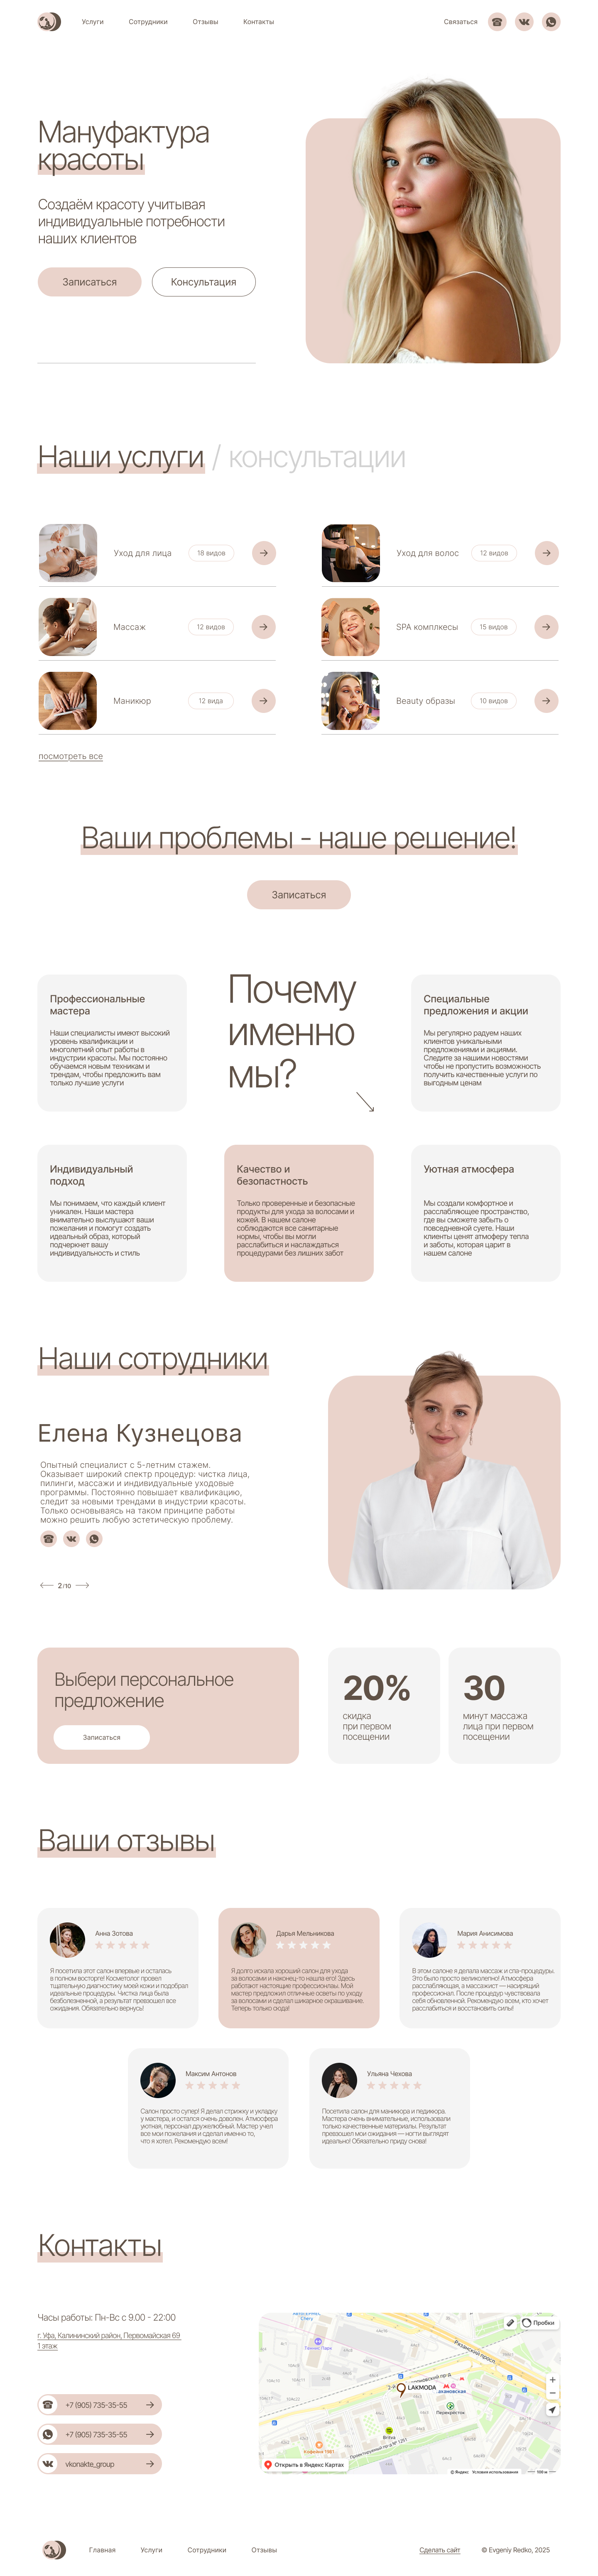 Услуги
Сотрудники
Отзывы
Контакты
Связаться
Мануфактура
красоты
Создаём красоту учитывая
индивидуальные потребности
наших клиентов
Записаться
Консультация
Наши услуги / консультации
Уход для лица
18 видов
Уход для волос
12 видов
Массаж
12 видов
SPA комплкесы
15 видов
Маникюр
12 вида
Beauty образы
10 видов
посмотреть все
Ваши проблемы - наше решение!
Записаться
Профессиональные
мастера
Наши специалисты имеют высокий
уровень квалификации и
многолетний опыт работы в
индустрии красоты. Мы постоянно
обучаемся новым техникам и
трендам, чтобы предложить вам
только лучшие услуги
Почему
именно
мы?
Специальные
предложения и акции
Мы регулярно радуем наших
клиентов уникальными
предложениями и акциями.
Следите за нашими новостями
чтобы не пропустить возможность
получить качественные услуги по
выгодным ценам
Индивидуальный
подход
Мы понимаем, что каждый клиент
уникален. Наши мастера
внимательно выслушают ваши
пожелания и помогут создать
идеальный образ, который
подчеркнет вашу
индивидуальность и стиль
Качество и
безопастность
Только проверенные и безопасные
продукты для ухода за волосами и
кожей. В нашем салоне
соблюдаются все санитарные
нормы, чтобы вы могли
расслабиться и наслаждаться
процедурами без лишних забот
Уютная атмосфера
Мы создали комфортное и
расслабляющее пространство,
где вы сможете забыть о
повседневной суете. Наши
клиенты ценят атмосферу тепла
и заботы, которая царит в
нашем салоне
Наши сотрудники
Елена Кузнецова
Опытный специалист с 5-летним стажем.
Оказывает широкий спектр процедур: чистка лица,
пилинги, массажи и индивидуальные уходовые
программы. Постоянно повышает квалификацию,
следит за новыми трендами в индустрии красоты.
Только основываясь на таком принципе работы
можно решить любую эстетическую проблему.
2/10
Выбери персональное
предложение
Записаться
20%
скидка
при первом
посещении
30
минут массажа
лица при первом
посещении
Ваши отзывы
Анна Зотова
Я посетила этот салон впервые и осталась
в полном восторге! Косметолог провел
тщательную диагностику моей кожи и подобрал
идеальные процедуры. Чистка лица была
безболезненной, а результат превзошел все
ожидания. Обязательно вернусь!
Дарья Мельникова
Я долго искала хороший салон для ухода
за волосами и наконец-то нашла его! Здесь
работают настоящие профессионалы. Мой
мастер предложил отличные советы по уходу
за волосами и сделал шикарное окрашивание.
Теперь только сюда!
Мария Анисимова
В этом салоне я делала массаж и спа-процедуры.
Это было просто великолепно! Атмосфера
расслабляющая, а массажист — настоящий
профессионал. После процедур чувствовала
себя обновленной. Рекомендую всем, кто хочет
расслабиться и восстановить силы!
Максим Антонов
Салон просто супер! Я делал стрижку и укладку
у мастера, и остался очень доволен. Атмосфера
уютная, персонал дружелюбный. Мастер учел
все мои пожелания и сделал именно то,
что я хотел. Рекомендую всем!
Ульяна Чехова
Посетила салон для маникюра и педикюра.
Мастера очень внимательные, использовали
только качественные материалы. Результат
превзошел мои ожидания — ногти выглядят
идеально! Обязательно приду снова!
Контакты
Часы работы: Пн-Вс с 9.00 - 22:00
г. Уфа, Калининский район, Первомайская 69
1 этаж
+7 (905) 735-35-55
+7 (905) 735-35-55
vkonakte_group
Пробки
Рязанский просп.
LAKMODA
Перекрёсток
Вится
Кофейня 1981
Открыть в Яндекс Картах
© Яндекс Условия использования
Услуги
Главная
Сотрудники
Отзывы
Сделать сайт
© Evgeniy Redko, 2025